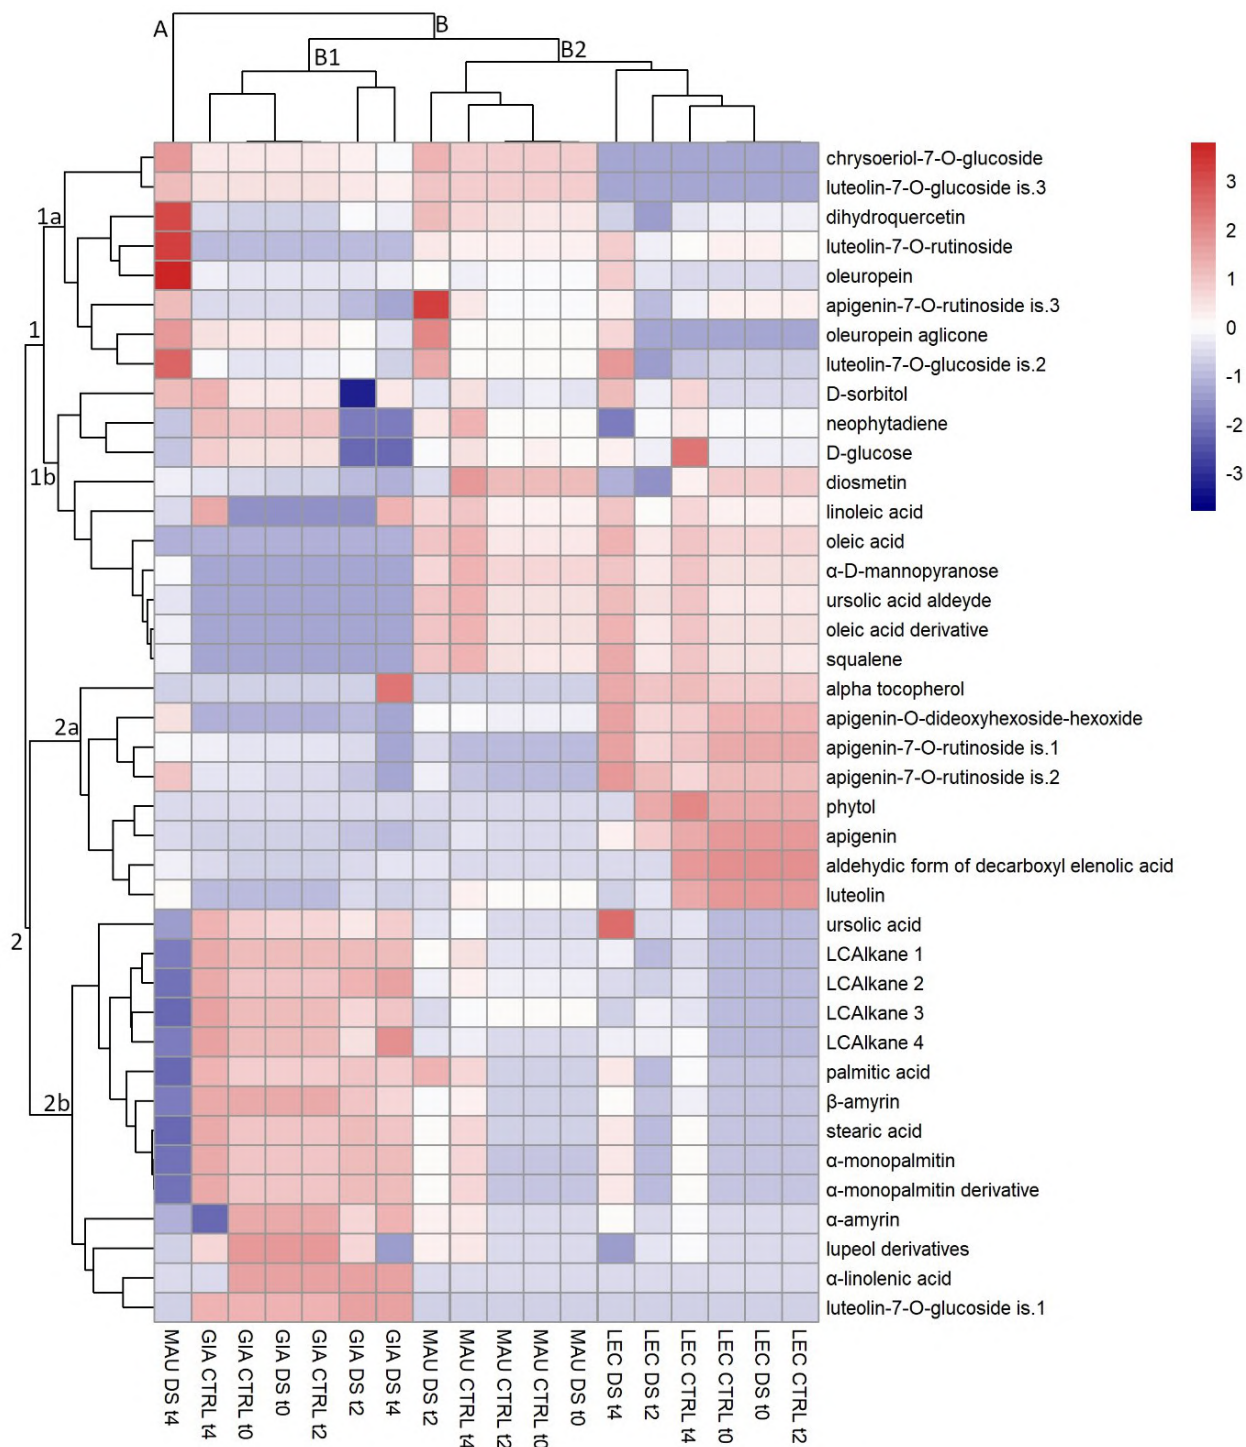 A
B
B1
B2
1a
1
1b
2a
2
2b
chrysoeriol-7-O-glucoside
luteolin-7-O-glucoside is.3
dihydroquercetin
luteolin-7-O-rutinoside
oleuropein
apigenin-7-O-rutinoside is.3
oleuropein aglicone
luteolin-7-O-glucoside is.2
D-sorbitol
neophytadiene
D-glucose
diosmetin
linoleic acid
oleic acid
α-D-mannopyranose
ursolic acid aldeyde
oleic acid derivative
squalene
alpha tocopherol
apigenin-O-dideoxyhexoside-hexoxide
apigenin-7-O-rutinoside is.1
apigenin-7-O-rutinoside is.2
phytol
apigenin
aldehydic form of decarboxyl elenolic acid
luteolin
ursolic acid
LCAlkane 1
LCAlkane 2
LCAlkane 3
LCAlkane 4
palmitic acid
β-amyrin
stearic acid
α-monopalmitin
α-monopalmitin derivative
α-amyrin
lupeol derivatives
α-linolenic acid
luteolin-7-O-glucoside is.1
3
2
1
0
-1
-2
-3
MAU DS t4
GIA CTRL t4
GIA CTRL t0
GIA DS t0
GIA CTRL t2
GIA DS t2
GIA DS t4
MAU DS t2
MAU CTRL t4
MAU CTRL t2
MAU CTRL t0
MAU DS t0
LEC DS t4
LEC DS t2
LEC CTRL t4
LEC CTRL t0
LEC DS t0
LEC CTRL t2